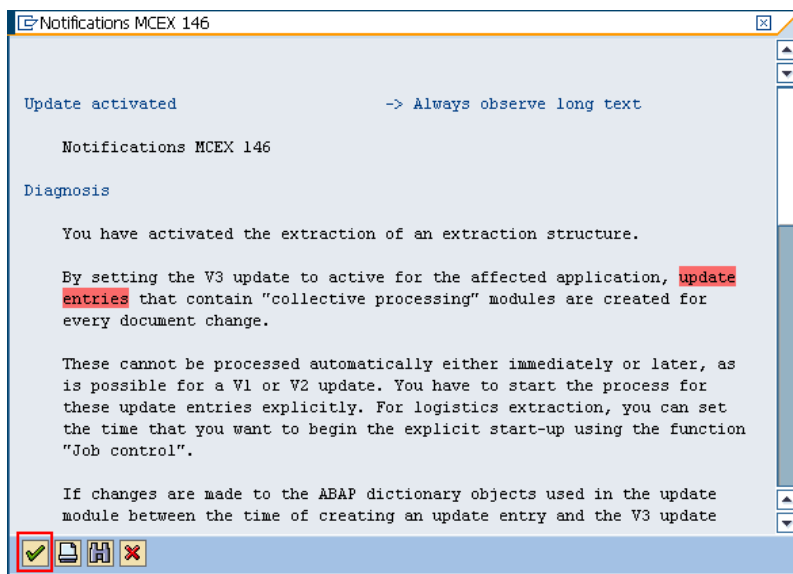 Notifications MCEX 146
Update activated -> Always observe long text
Notifications MCEX 146
Diagnosis
You have activated the extraction of an extraction structure.
By setting the V3 update to active for the affected application, update
entries that contain "collective processing" modules are created for
every document change.
These cannot be processed automatically either immediately or later, as
is possible for a V1 or V2 update. You have to start the process for
these update entries explicitly. For logistics extraction, you can set
the time that you want to begin the explicit start-up using the function
"Job control".
If changes are made to the ABAP dictionary objects used in the update
module between the time of creating an update entry and the V3 update